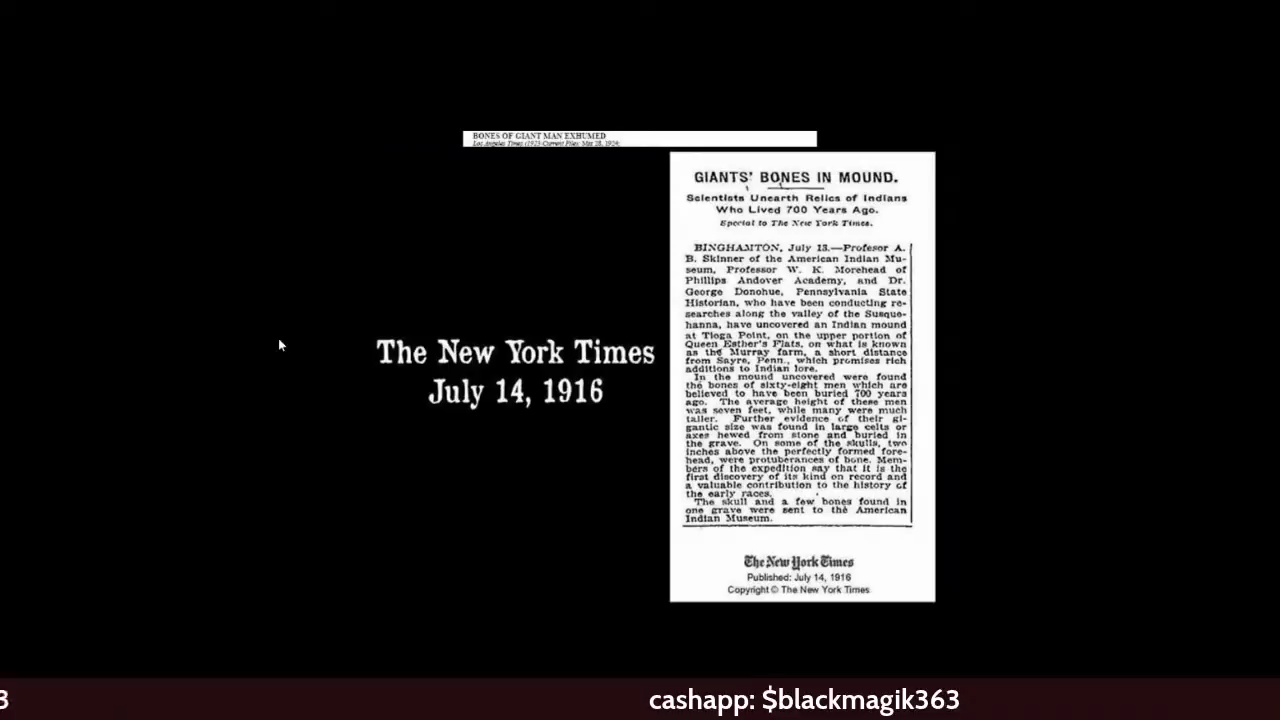 BONES OF GIANT MAN EXHUMED
Los Angeles Times (1923-Current File); Mar 28, 1924;
GIANTS' BONES IN MOUND.
Scientists Unearth Relics of Indians
Who Lived 700 Years Ago.
Special to The New York Times.
BINGHAMTON, July 13.—Profesor A.
B. Skinner of the American Indian Mu-
seum, Professor W. K. Morehead of
Phillips Andover Academy, and Dr.
George Donohue, Pennsylvania State
Historian, who have been conducting re-
searches along the valley of the Susque-
hanna, have uncovered an Indian mound
at Tioga Point, on the upper portion of
Queen Esther's Flats, on what is known
as the Murray farm, a short distance
from Sayre, Penn., which promises rich
additions to Indian lore.
In the mound uncovered were found
the bones of sixty-eight men which are
believed to have been buried 700 years
ago. The average height of these men
was seven feet, while many were much
taller. Further evidence of their gi-
gantic size was found in large celts or
axes hewed from stone and buried in
the grave. On some of the skulls, two
inches above the perfectly formed fore-
head, were protuberances of bone. Mem-
bers of the expedition say that it is the
first discovery of its kind on record and
a valuable contribution to the history of
the early races.
The skull and a few bones found in
one grave were sent to the American
Indian Museum.
The New York Times
July 14, 1916
The New York Times
Published: July 14, 1916
Copyright © The New York Times
3
cashapp: $blackmagik363